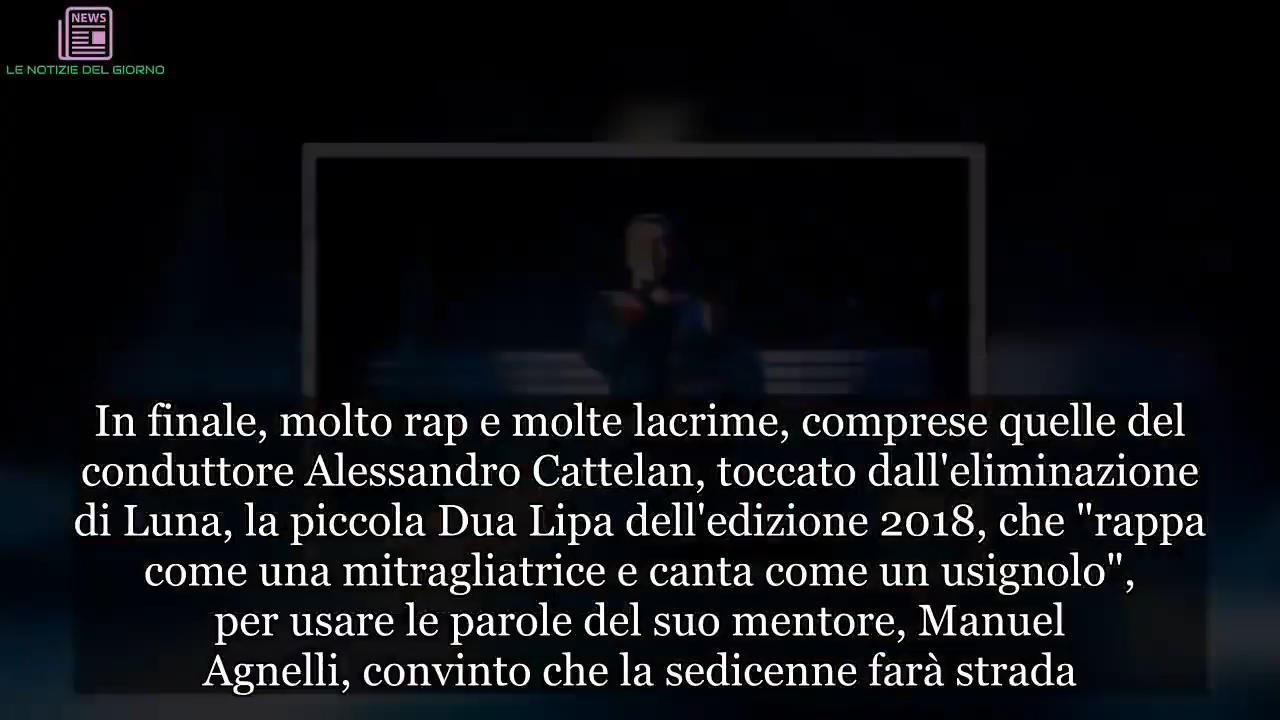 NEWS
LE NOTIZIE DEL GIORNO
In finale, molto rap e molte lacrime, comprese quelle del
conduttore Alessandro Cattelan, toccato dall'eliminazione
di Luna, la piccola Dua Lipa dell'edizione 2018, che "rappa
come una mitragliatrice e canta come un usignolo",
per usare le parole del suo mentore, Manuel
Agnelli, convinto che la sedicenne farà strada